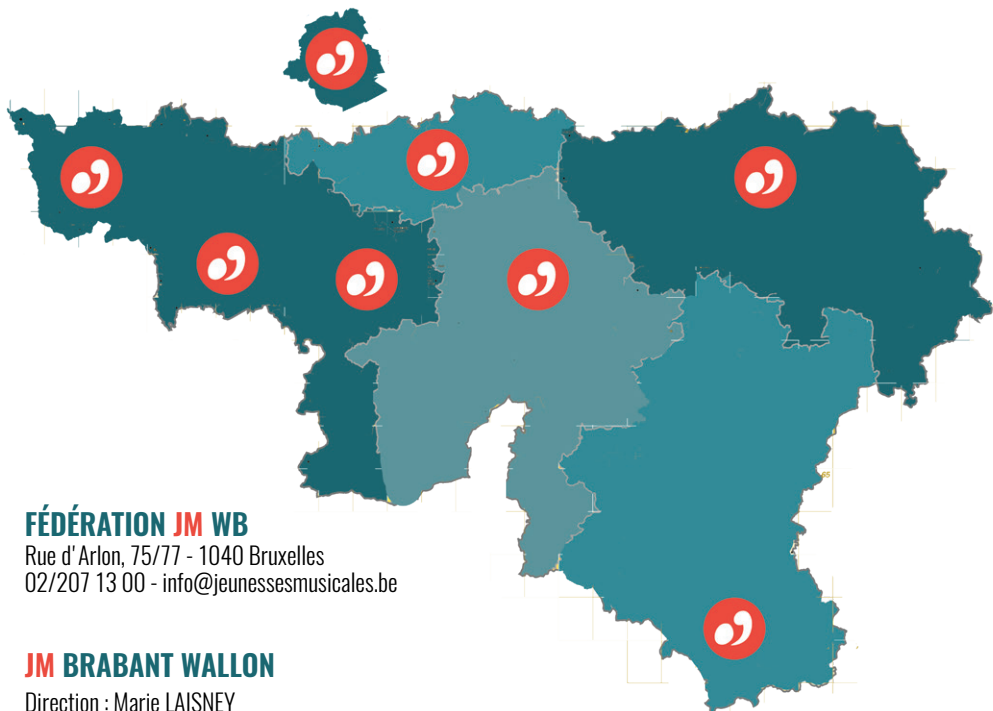 FÉDÉRATION JM WB
Rue d'Arlon, 75/77 - 1040 Bruxelles
02/207 13 00 - info@jeunessesmusicales.be
JM BRABANT WALLON
Direction : Marie LAISNEY